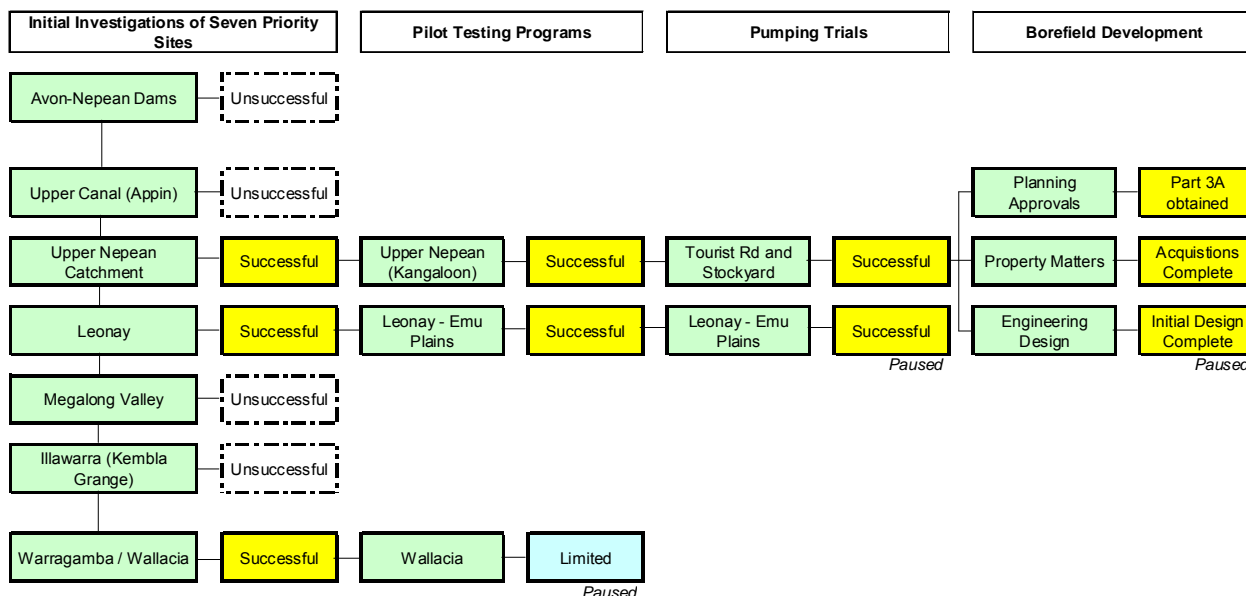 Initial Investigations of Seven Priority
Sites
Pilot Testing Programs
Pumping Trials
Borefield Development
Avon-Nepean Dams
Unsuccessful
Upper Canal (Appin)
Unsuccessful
Planning
Approvals
Part 3A
obtained
Upper Nepean
Catchment
Successful
Upper Nepean
(Kangaloon)
Successful
Tourist Rd and
Stockyard
Successful
Property Matters
Acquistions
Complete
Leonay
Successful
Leonay - Emu
Plains
Successful
Leonay - Emu
Plains
Successful
Paused
Engineering
Design
Initial Design
Complete
Paused
Megalong Valley
Unsuccessful
Illawarra (Kembla
Grange)
Unsuccessful
Warragamba / Wallacia
Successful
Wallacia
Limited
Paused